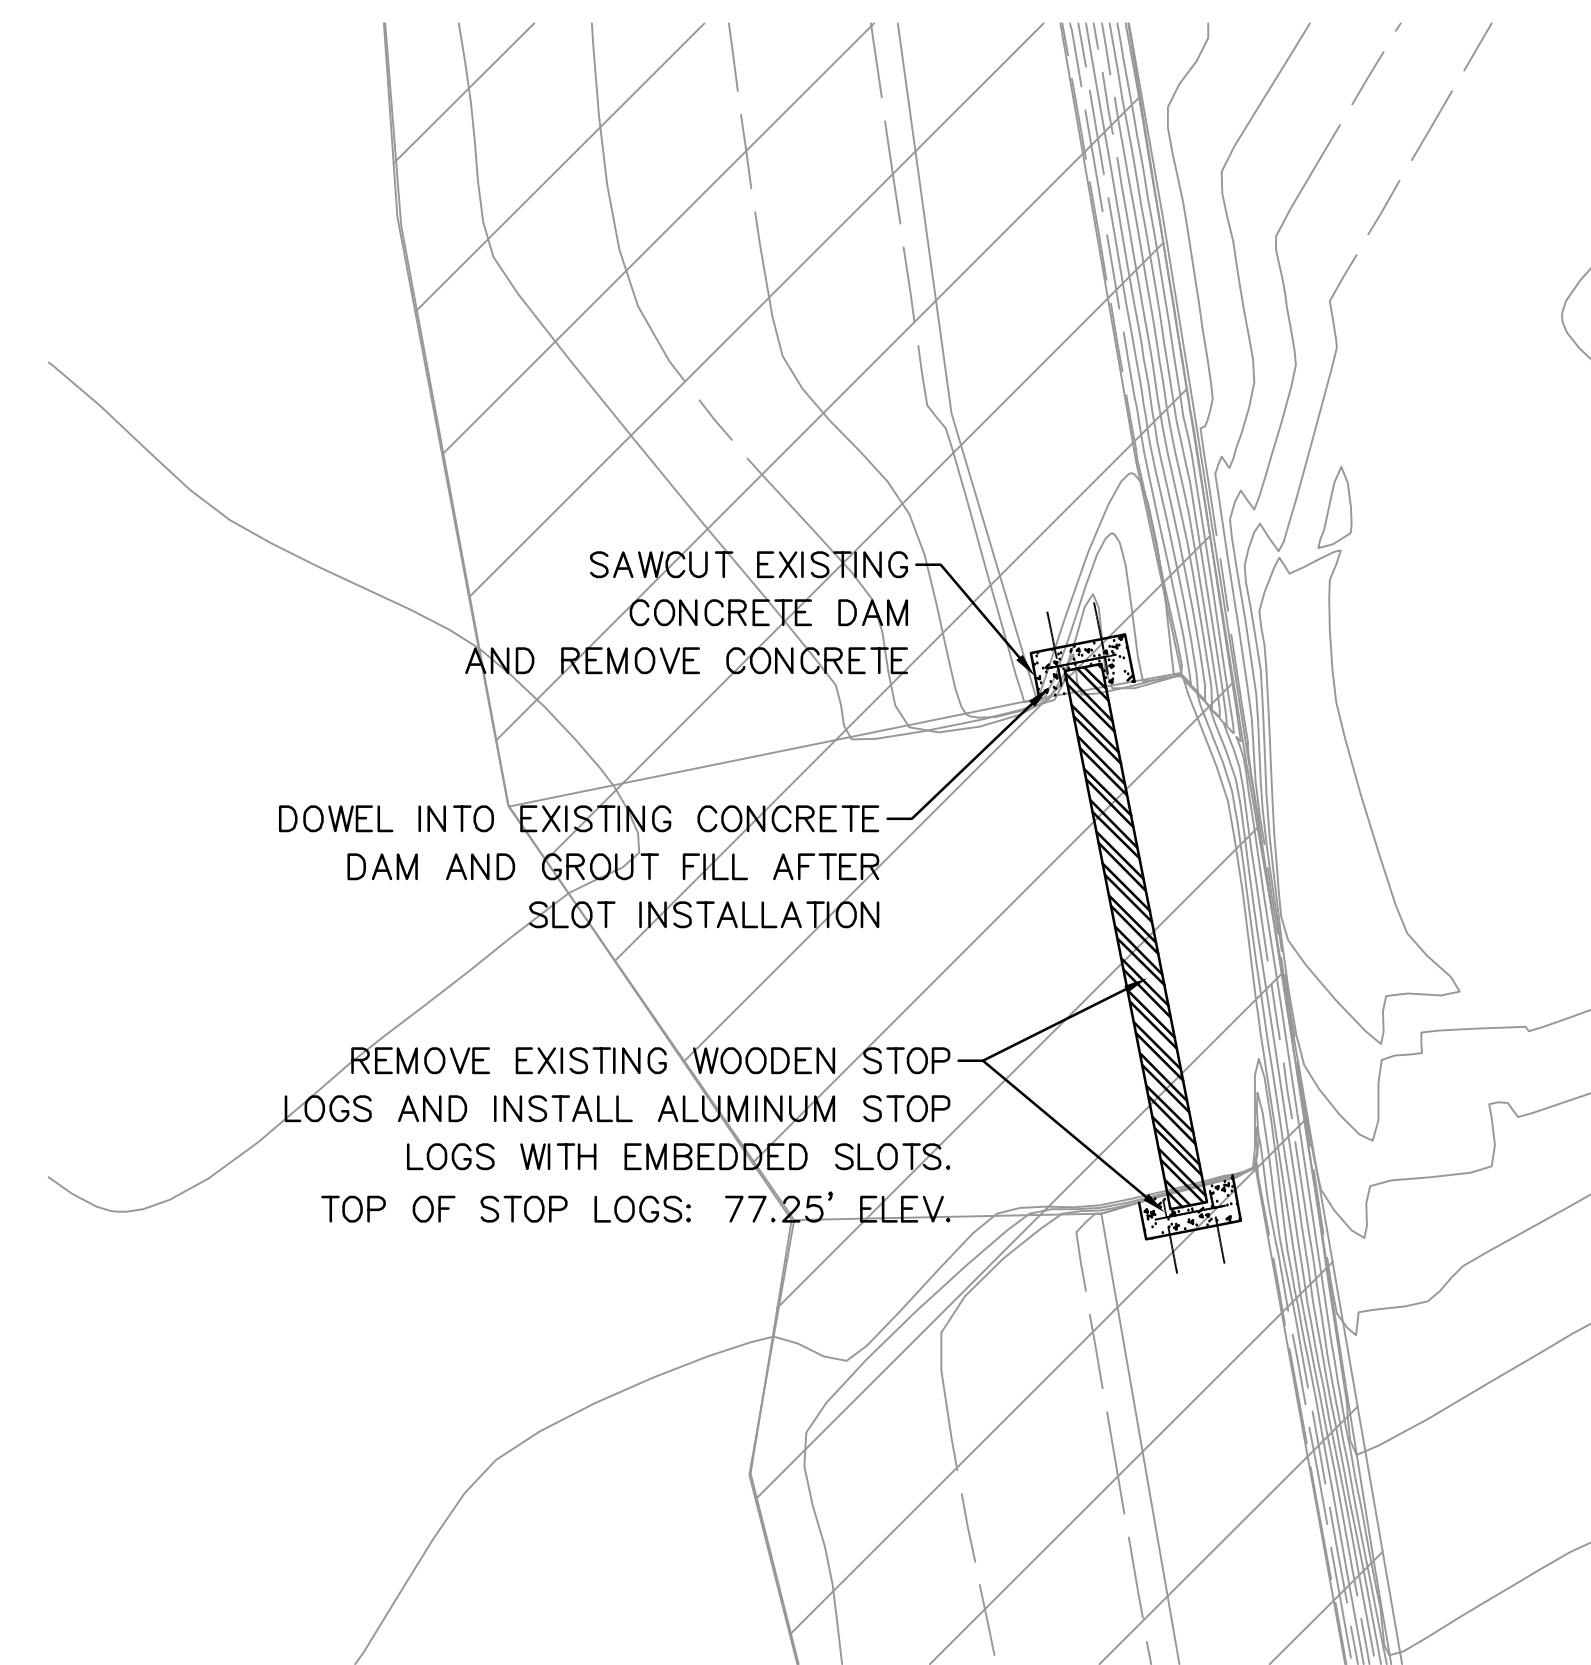 SAWCUT EXISTING
CONCRETE DAM
AND REMOVE CONCRETE
DOWEL INTO EXISTING CONCRETE
DAM AND GROUT FILL AFTER
SLOT INSTALLATION
REMOVE EXISTING WOODEN STOP
LOGS AND INSTALL ALUMINUM STOP
LOGS WITH EMBEDDED SLOTS.
TOP OF STOP LOGS: 77.25' ELEV.